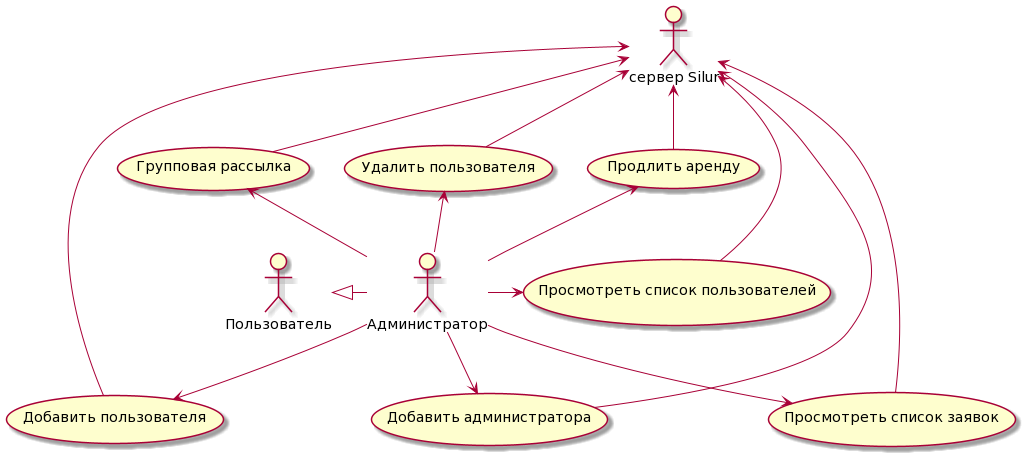 сервер Silur
Групповая рассылка
Удалить пользователя
Продлить аренду
Просмотреть список пользователей
Пользователь
Администратор
Добавить пользователя
Добавить администратора
Просмотреть список заявок